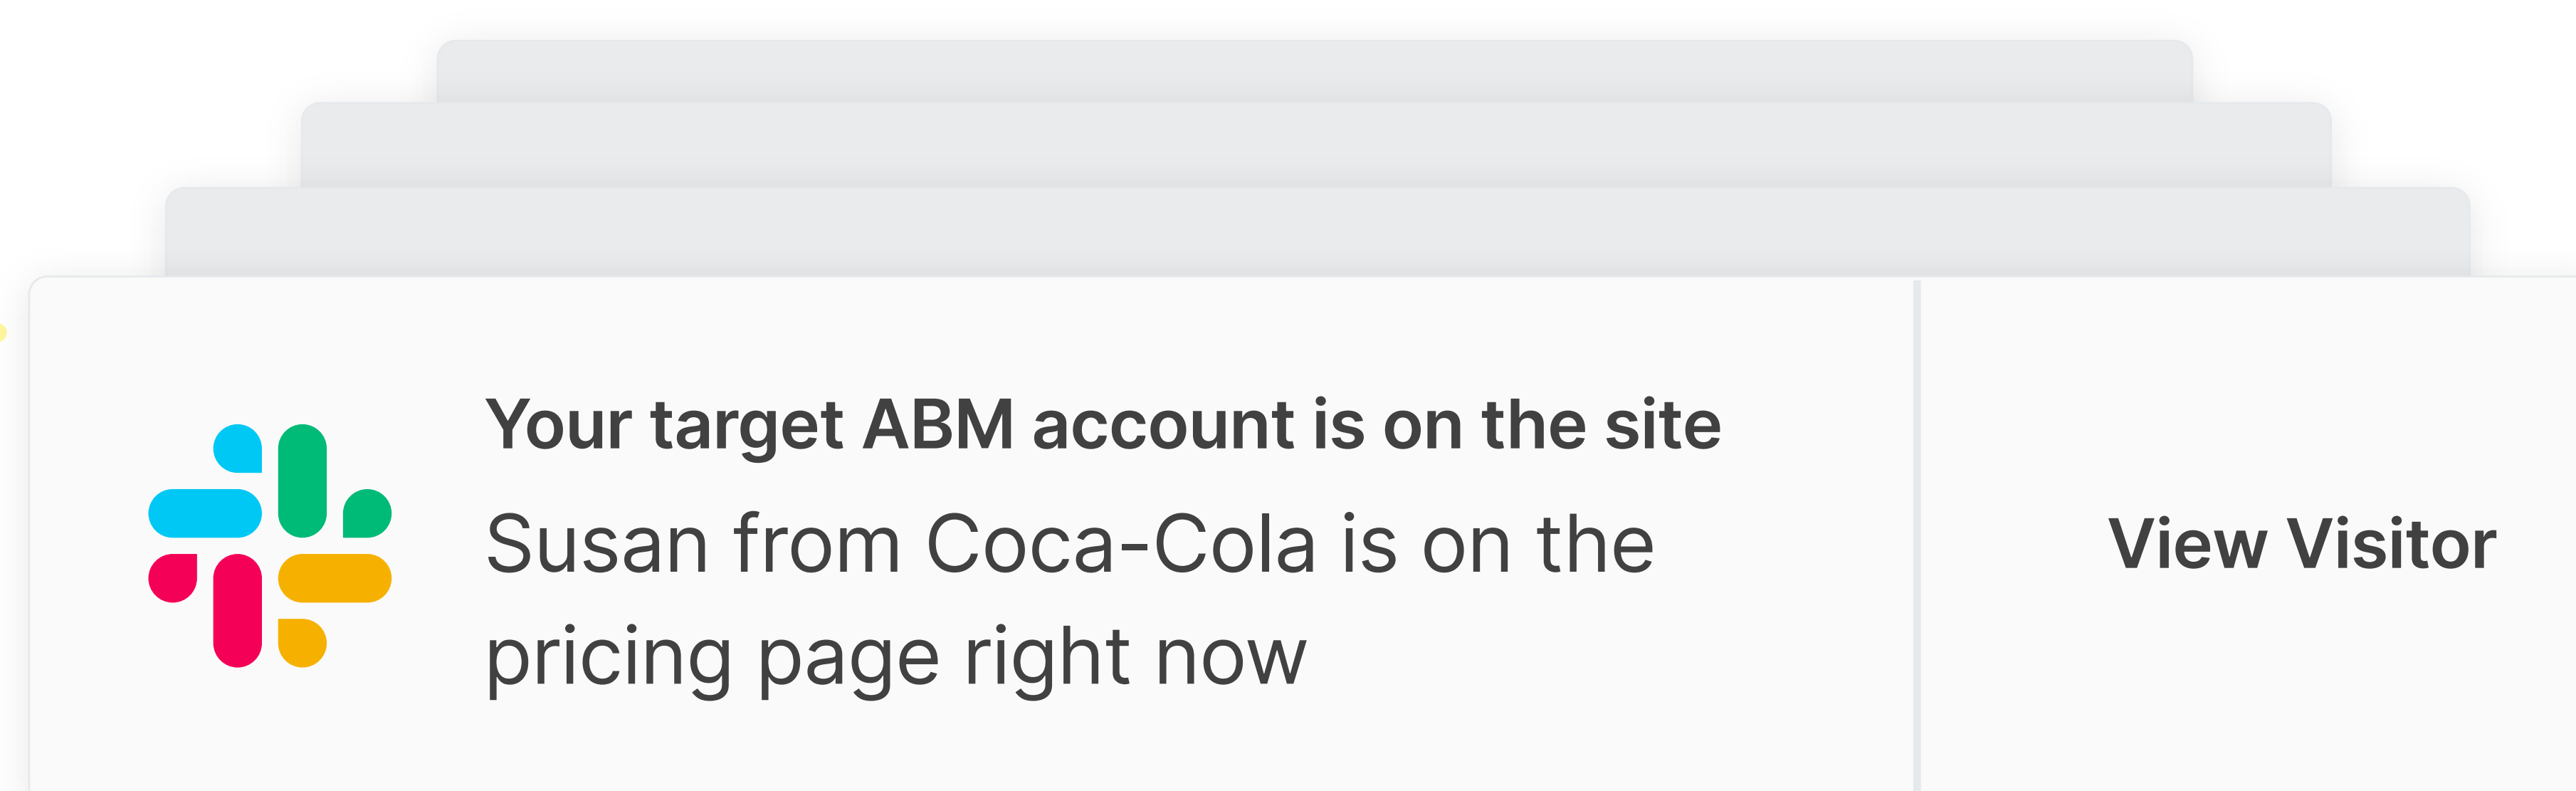 Your target ABM account is on the site
Susan from Coca-Cola is on the
pricing page right now
View Visitor